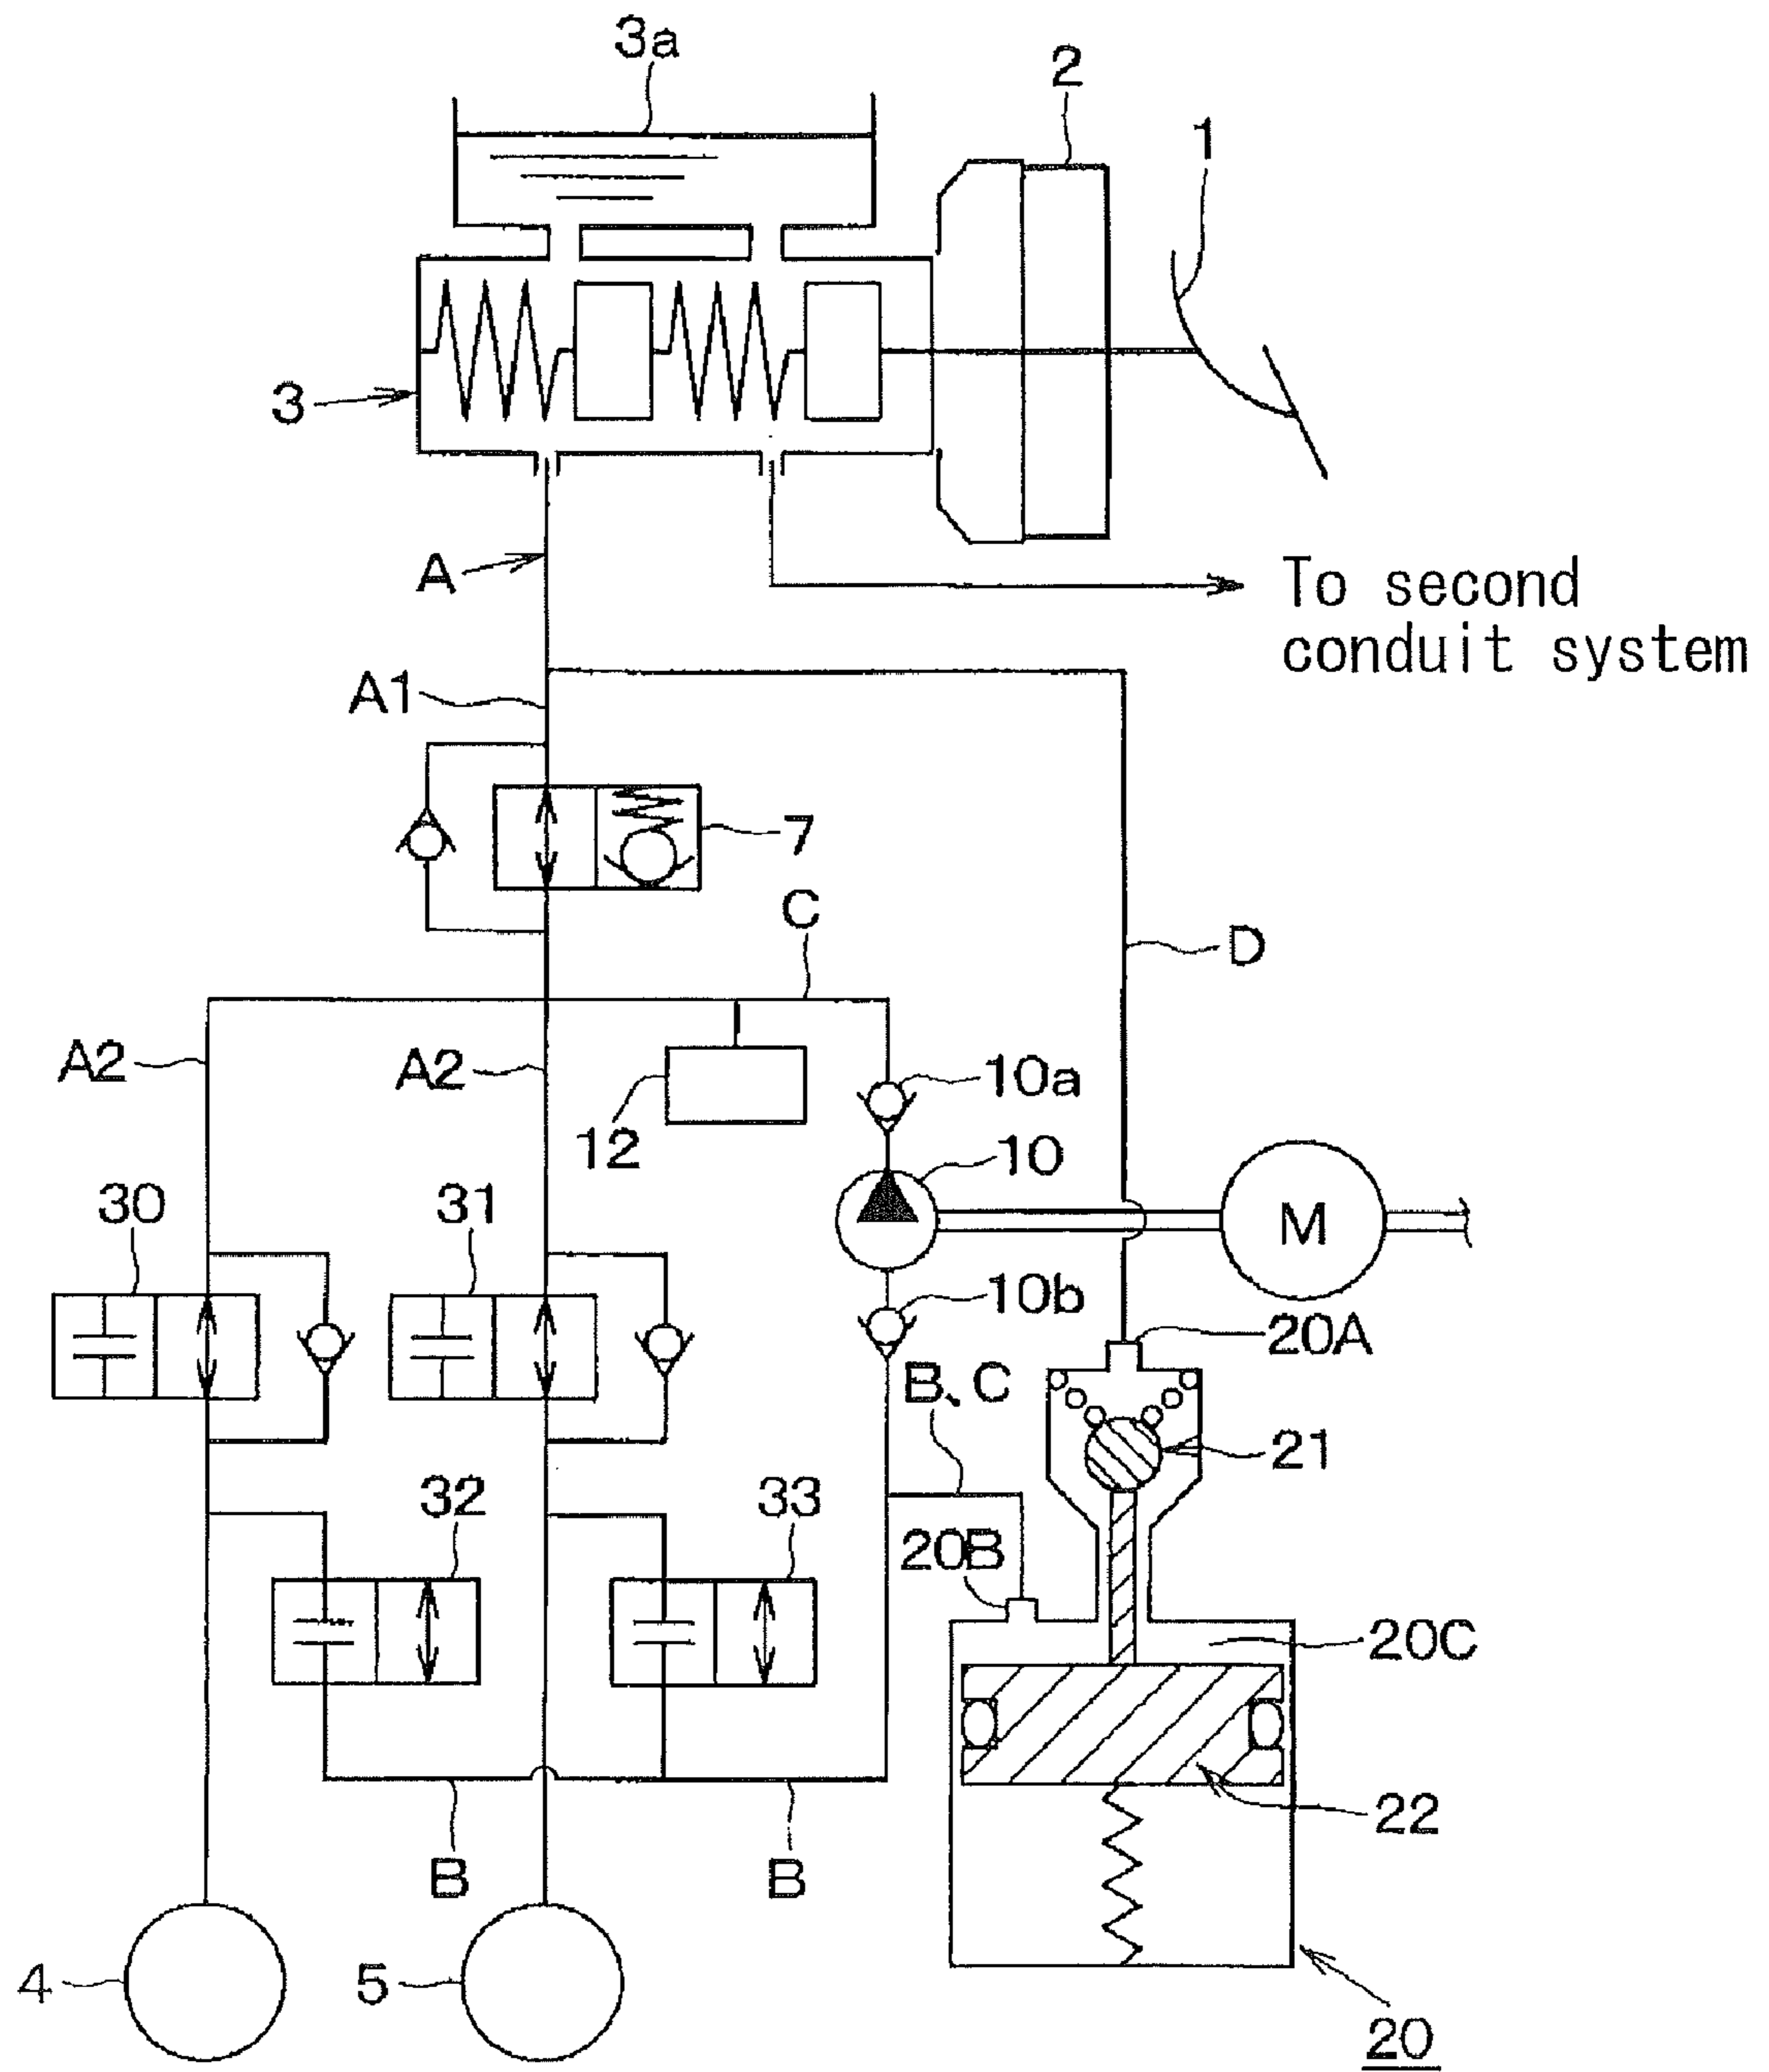 3a
2
1
3
A
To second
conduit system
A1
7
C
D
A2
A2
10a
12
10
M
30
31
10b
20A
B、C
21
32
33
20B
20C
22
B
B
4
5
20